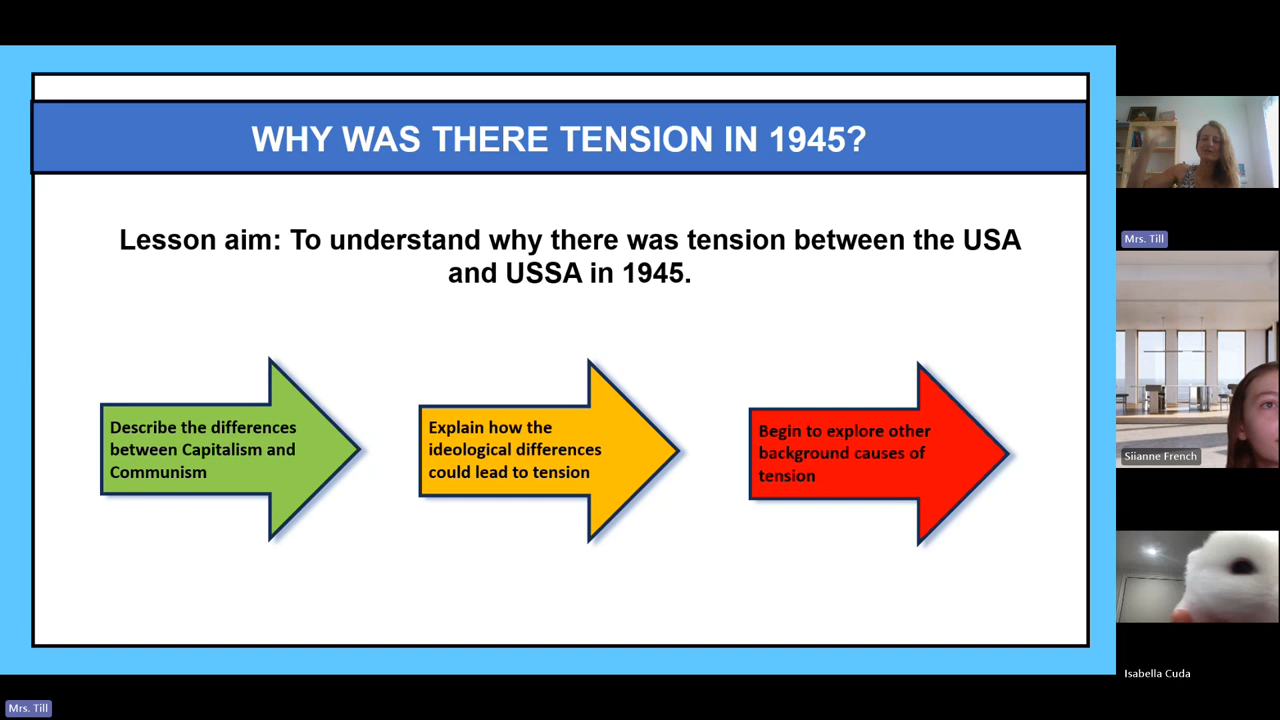 WHY WAS THERE TENSION IN 1945?
Lesson aim: To understand why there was tension between the USA
and USSA in 1945.
Describe the differences
between Capitalism and
Communism
Explain how the
ideological differences
could lead to tension
Begin to explore other
background causes of
tension
Mrs. Till
Siianne French
Isabella Cuda
Mrs. Till